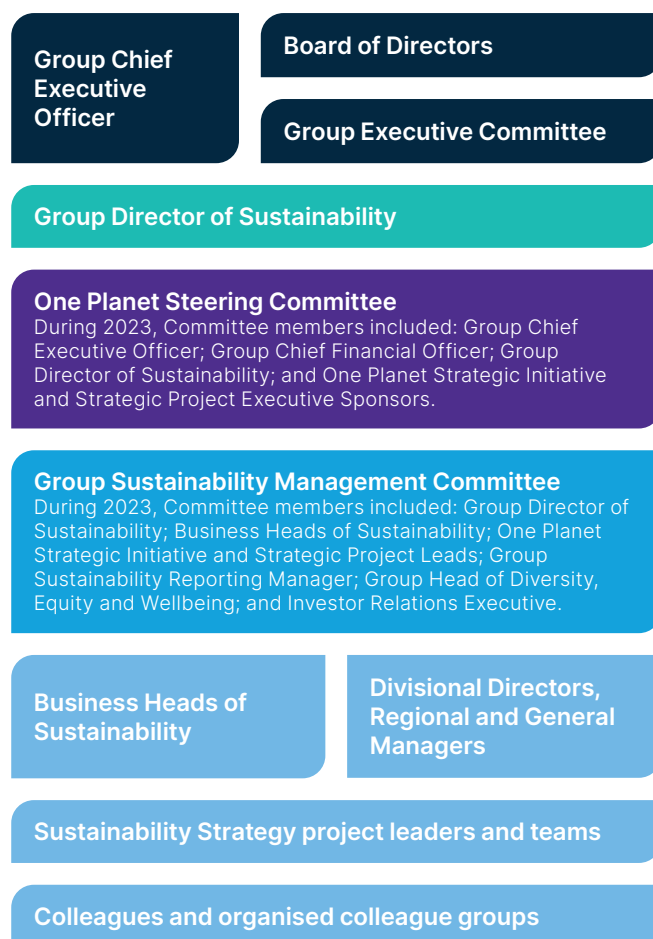 Group Chief
Executive
Officer
Board of Directors
Group Executive Committee
Group Director of Sustainability
One Planet Steering Committee
During 2023, Committee members included: Group Chief
Executive Officer; Group Chief Financial Officer; Group
Director of Sustainability; and One Planet Strategic Initiative
and Strategic Project Executive Sponsors.
Group Sustainability Management Committee
During 2023, Committee members included: Group Director of
Sustainability; Business Heads of Sustainability; One Planet
Strategic Initiative and Strategic Project Leads; Group
Sustainability Reporting Manager; Group Head of Diversity,
Equity and Wellbeing; and Investor Relations Executive.
Business Heads of
Sustainability
Divisional Directors,
Regional and General
Managers
Sustainability Strategy project leaders and teams
Colleagues and organised colleague groups